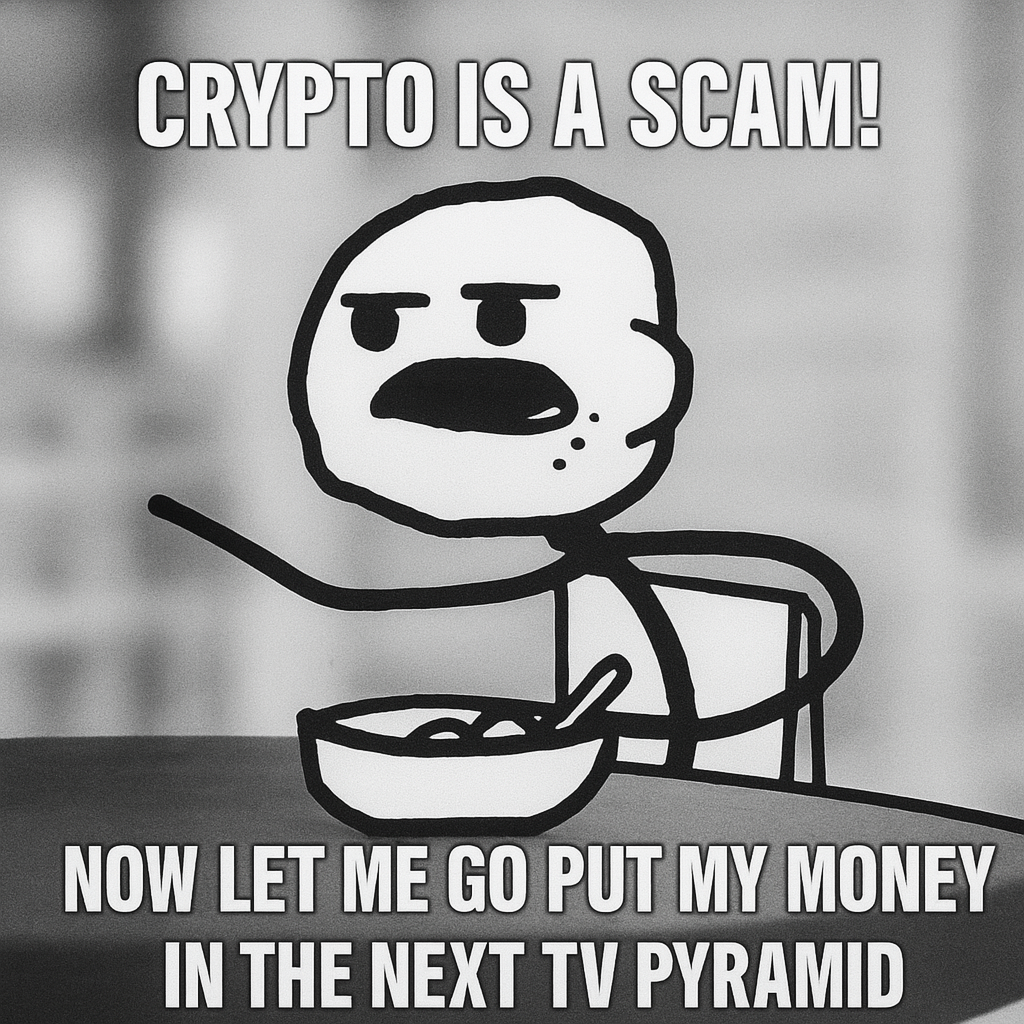 CRYPTO IS A SCAM!
NOW LET ME GO PUT MY MONEY
IN THE NEXT TV PYRAMID